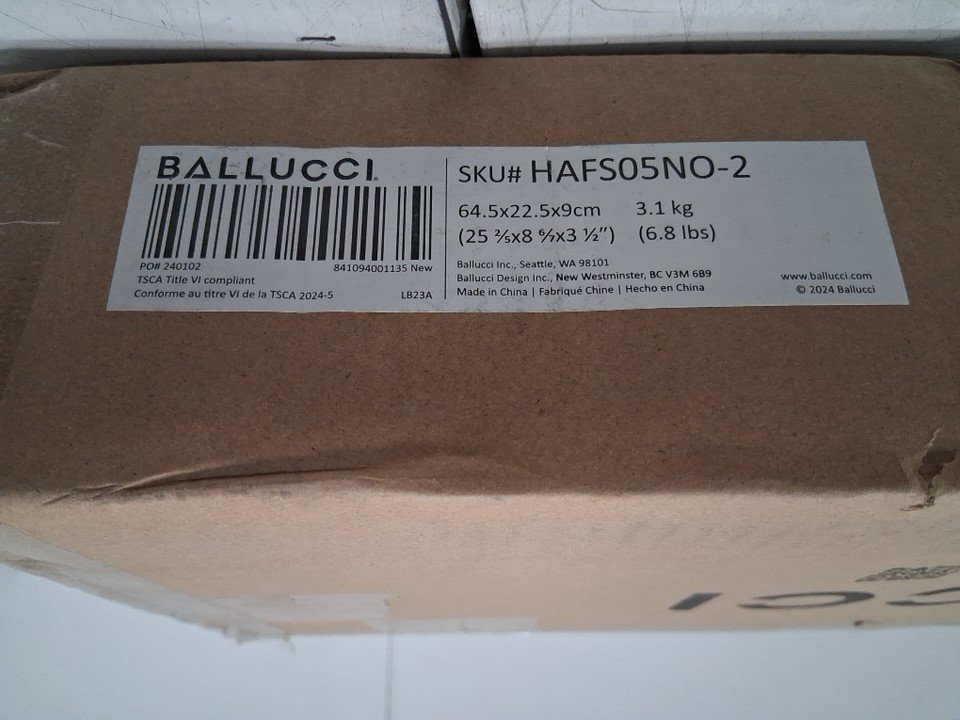 BALLUCCI.
PO# 240102
841094001135 New
TSCA Title VI compliant
Conforme au titre VI de la TSCA 2024-5
LB23A
SKU# HAFS05NO-2
64.5x22.5x9cm 3.1 kg
(25 ⅖x8 6⁄7x3 ½") (6.8 lbs)
Ballucci Inc., Seattle, WA 98101
Ballucci Design Inc., New Westminster, BC V3M 6B9
Made in China | Fabriqué Chine | Hecho en China
www.ballucci.com
© 2024 Ballucci
CCI